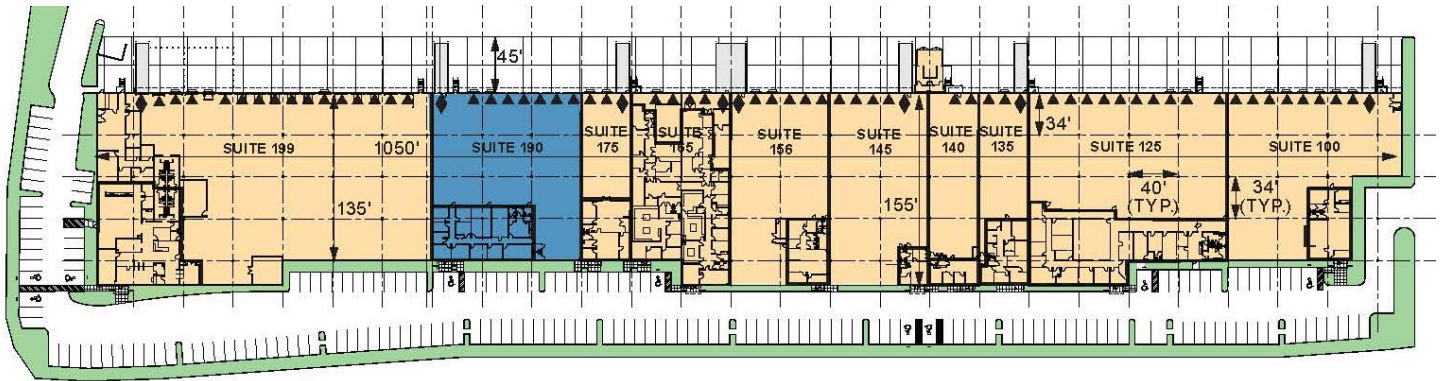 45'
SUITE 199
1050'
135'
SUITE 190
SUITE
175
SUITE
165
SUITE
156
SUITE
145
155'
SUITE
140
SUITE
135
34'
SUITE 125
40'
(TYP.)
34'
(TYP.)
SUITE 100